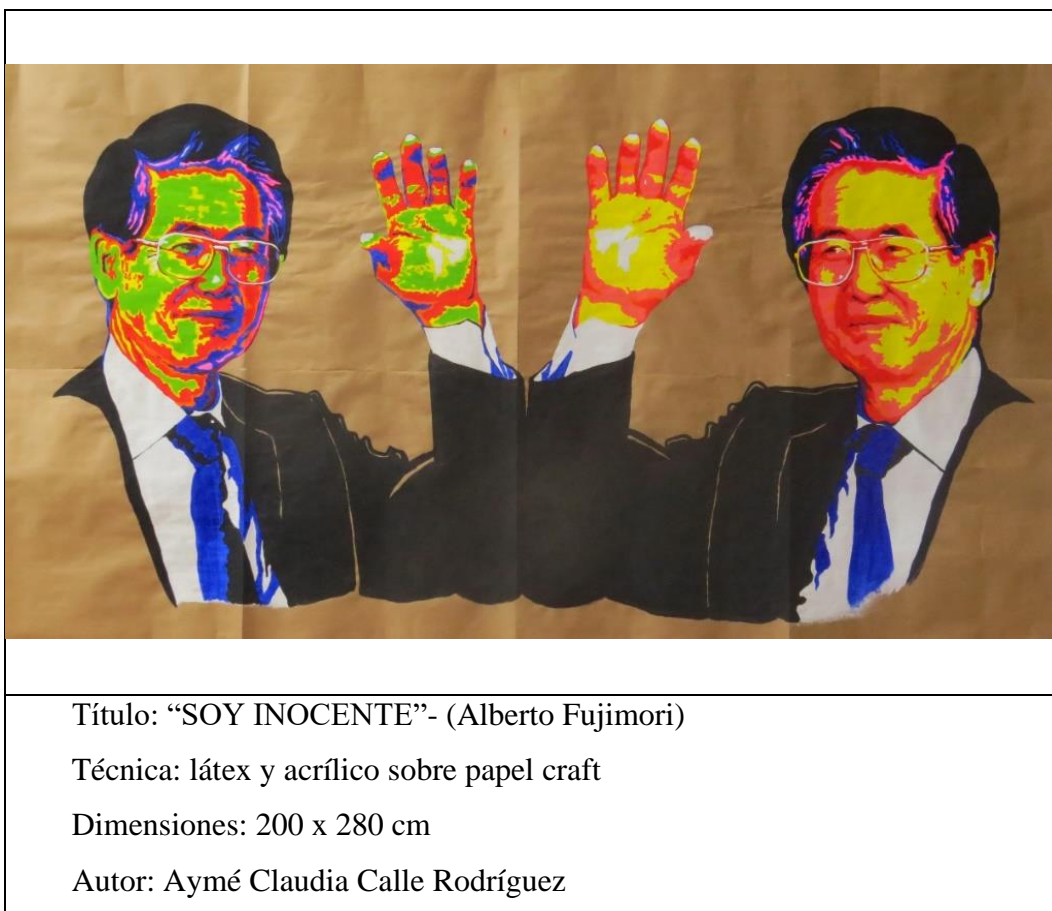 Título: “SOY INOCENTE”- (Alberto Fujimori)
Técnica: látex y acrílico sobre papel craft
Dimensiones: 200 x 280 cm
Autor: Aymé Claudia Calle Rodríguez